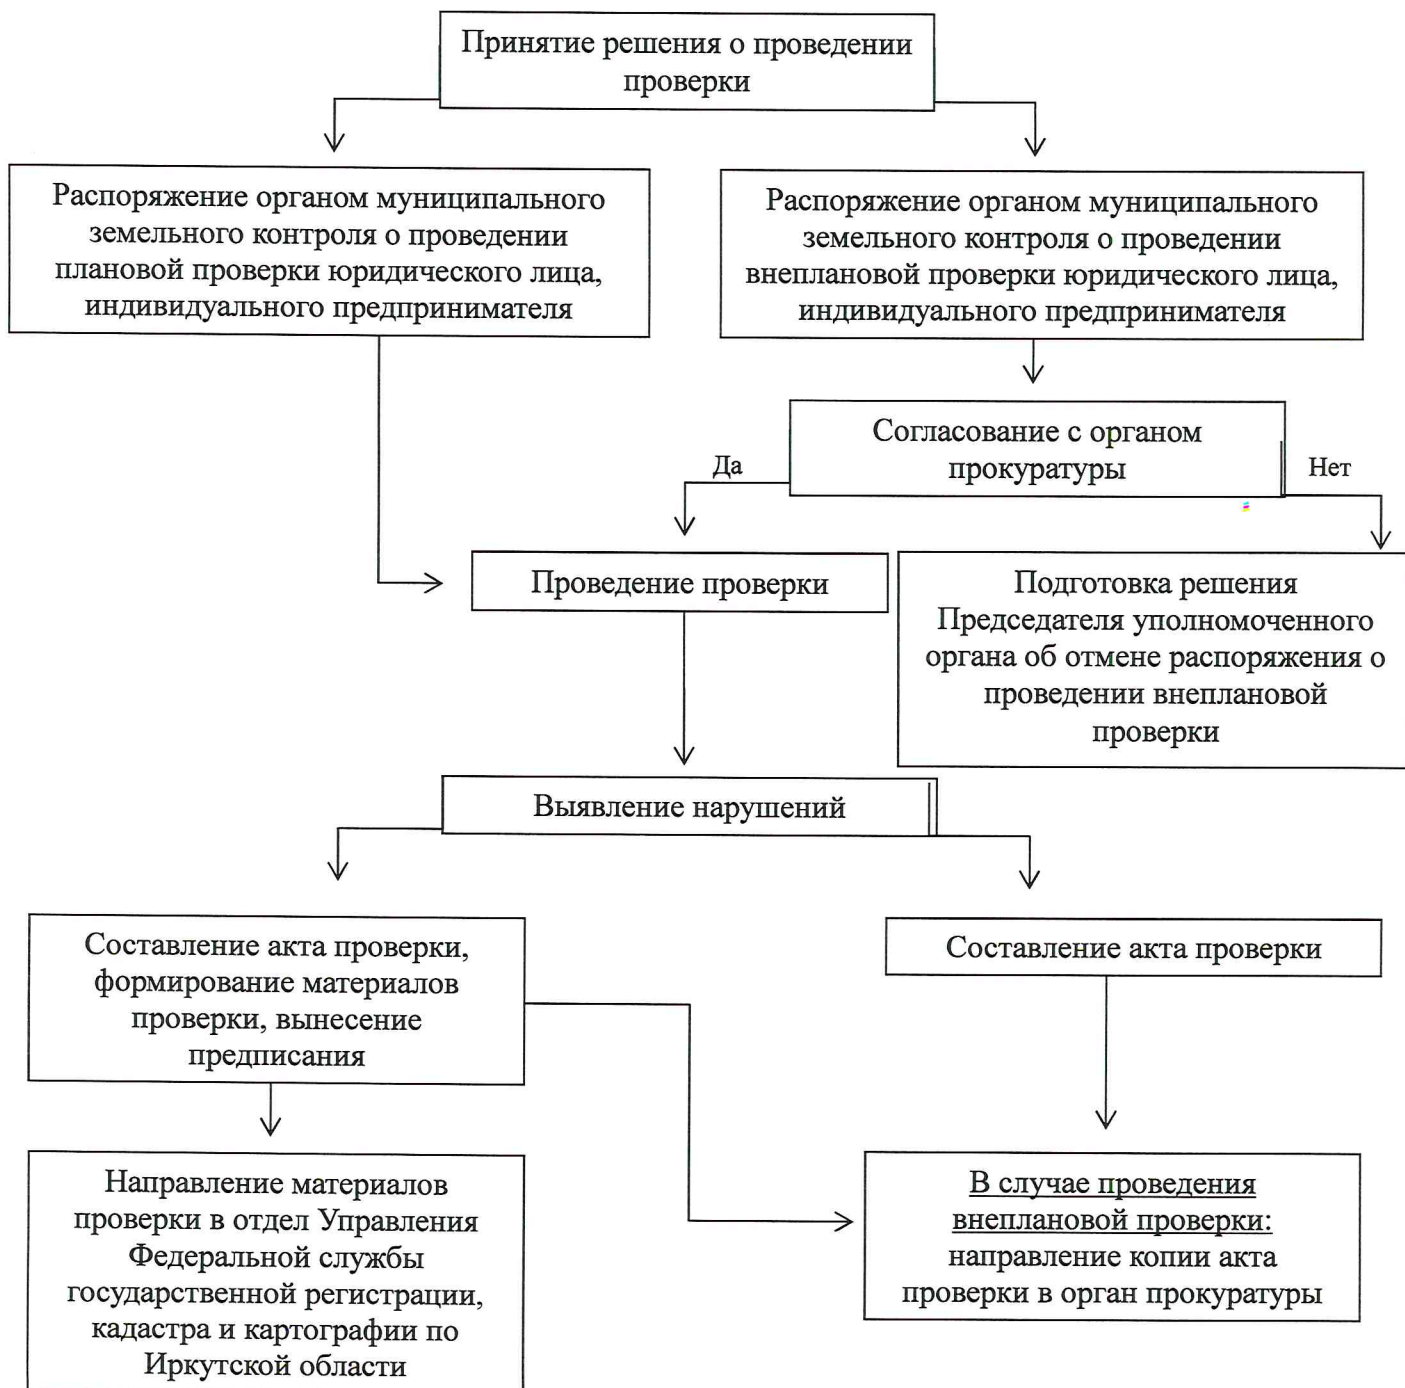 Принятие решения о проведении
проверки
Распоряжение органом муниципального
земельного контроля о проведении
плановой проверки юридического лица,
индивидуального предпринимателя
Распоряжение органом муниципального
земельного контроля о проведении
внеплановой проверки юридического лица,
индивидуального предпринимателя
Согласование с органом
прокуратуры
Да
Нет
Проведение проверки
Подготовка решения
Председателя уполномоченного
органа об отмене распоряжения о
проведении внеплановой
проверки
Выявление нарушений
Составление акта проверки,
формирование материалов
проверки, вынесение
предписания
Составление акта проверки
Направление материалов
проверки в отдел Управления
Федеральной службы
государственной регистрации,
кадастра и картографии по
Иркутской области
В случае проведения
внеплановой проверки:
направление копии акта
проверки в орган прокуратуры